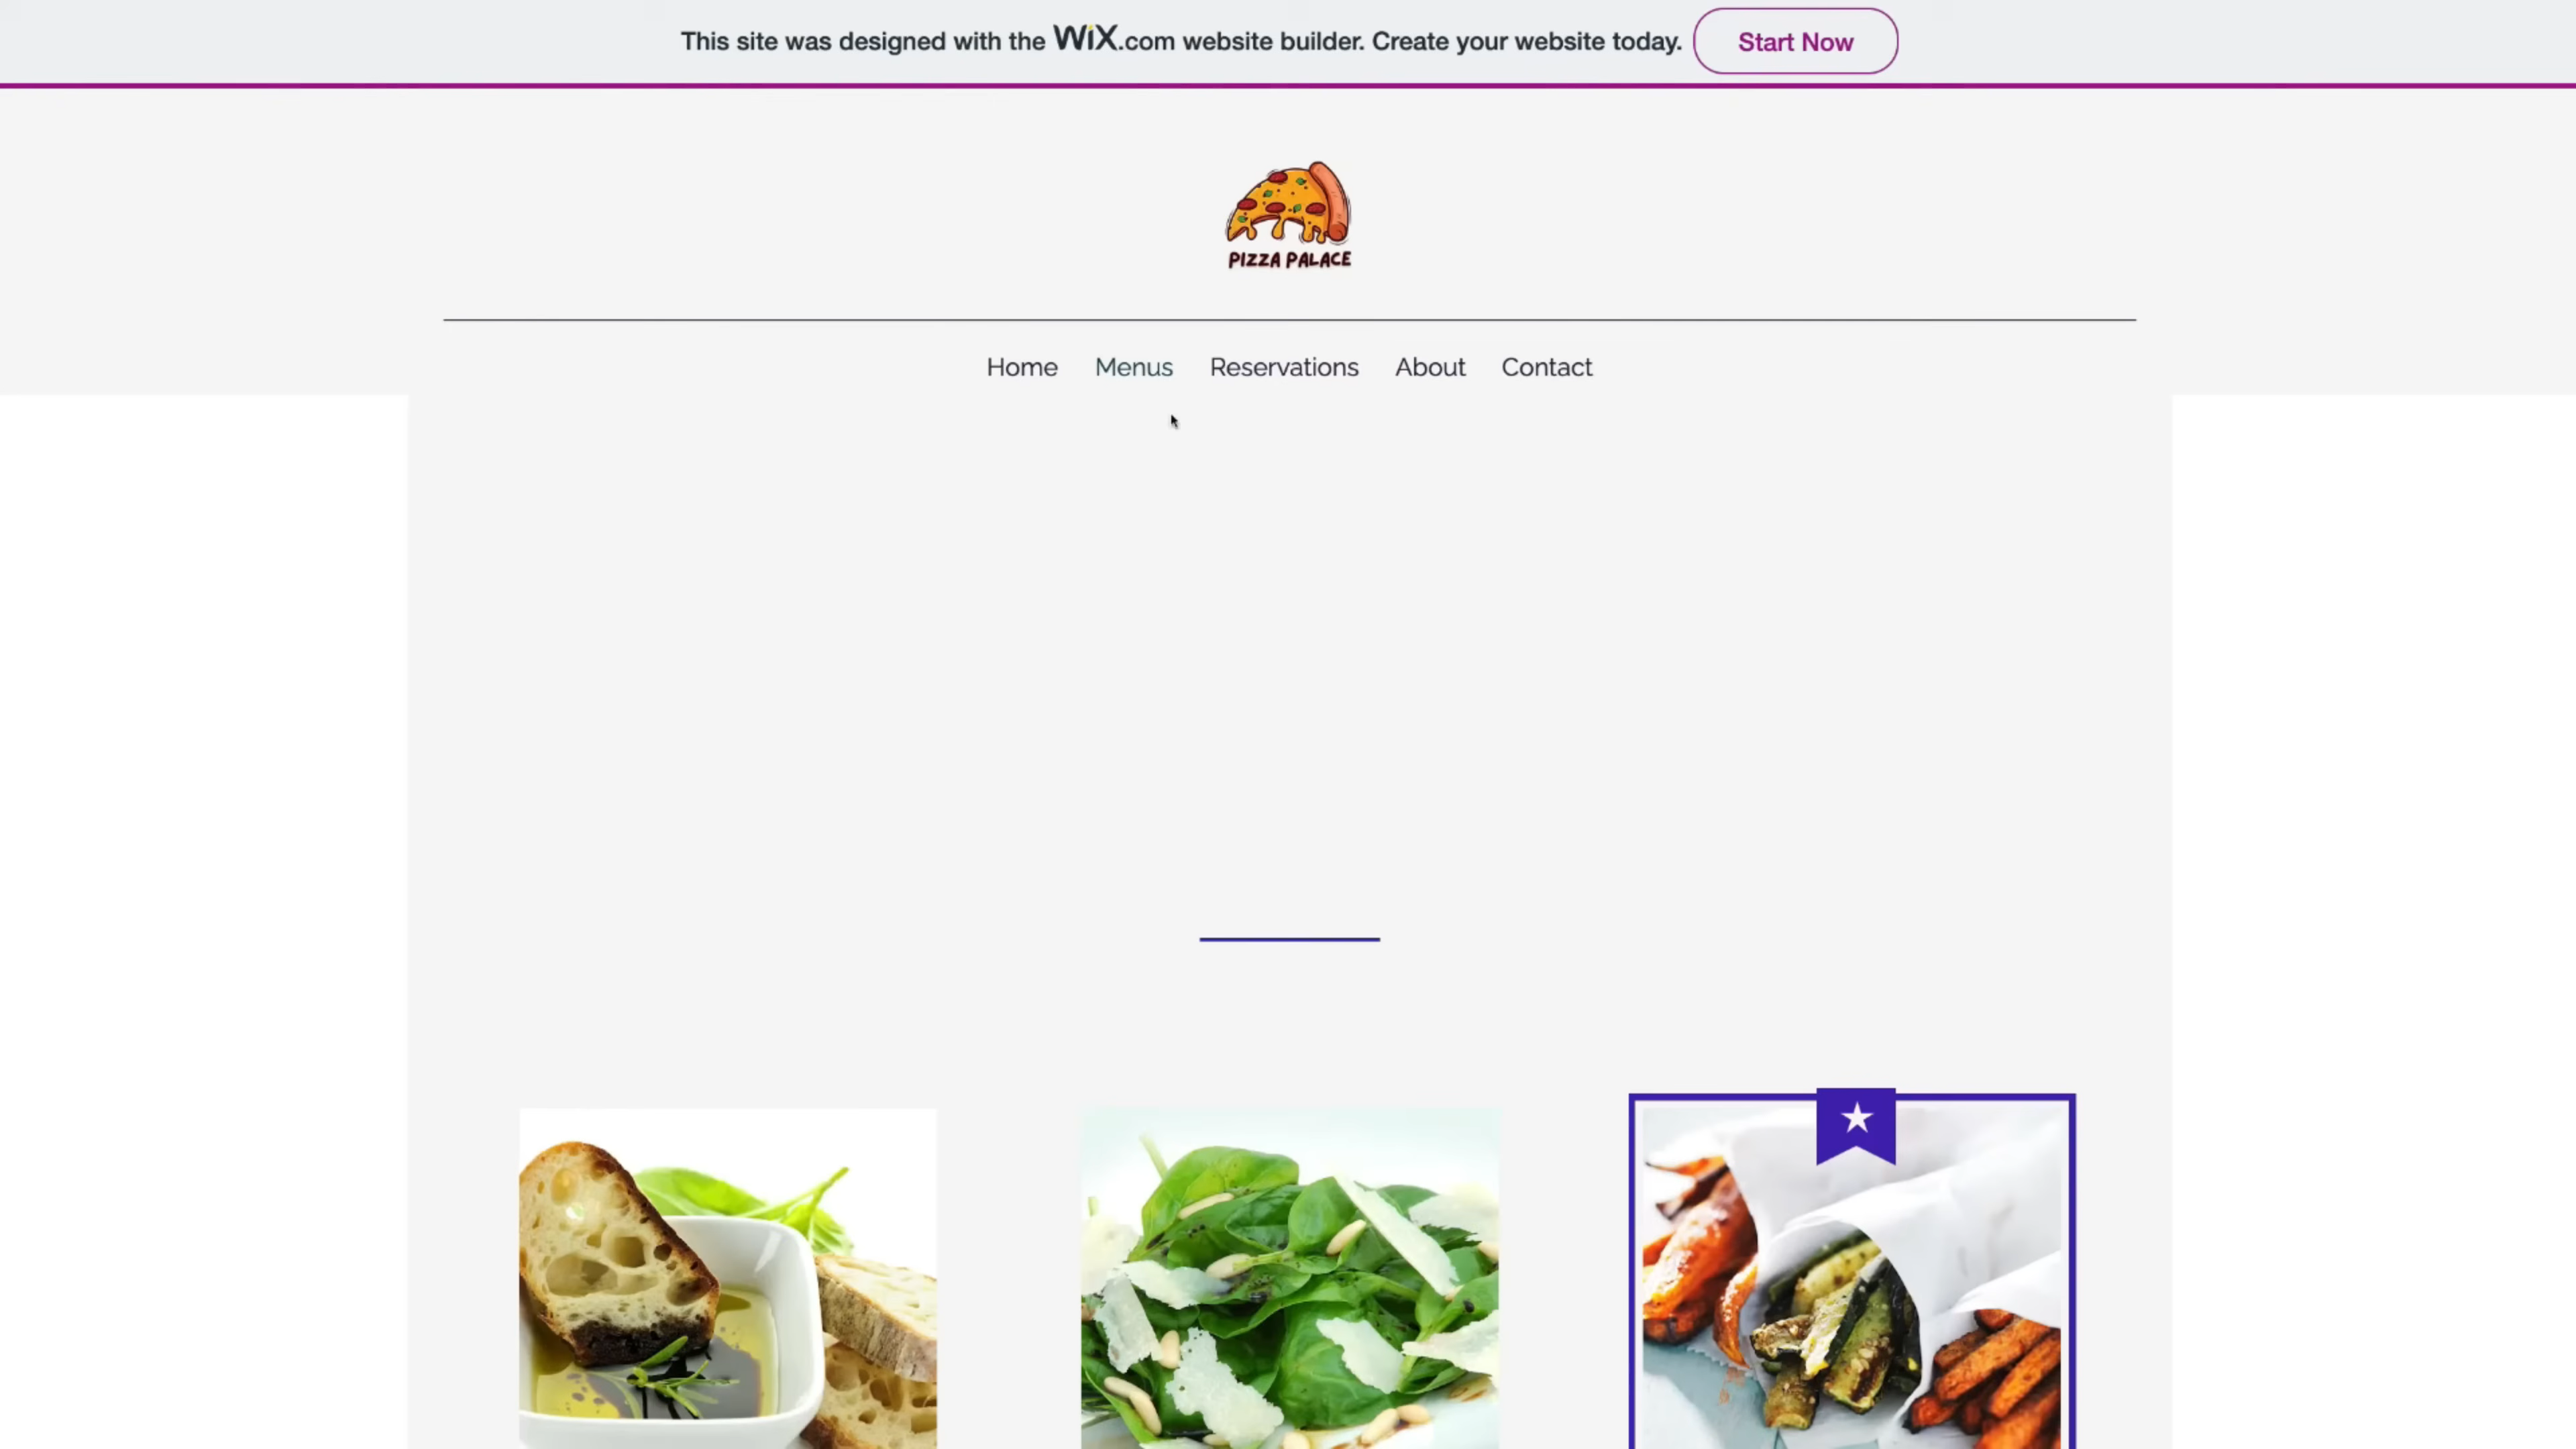 This site was designed with the WiX.com website builder. Create your website today. Start Now
PIZZA PALACE
Home Menus Reservations About Contact